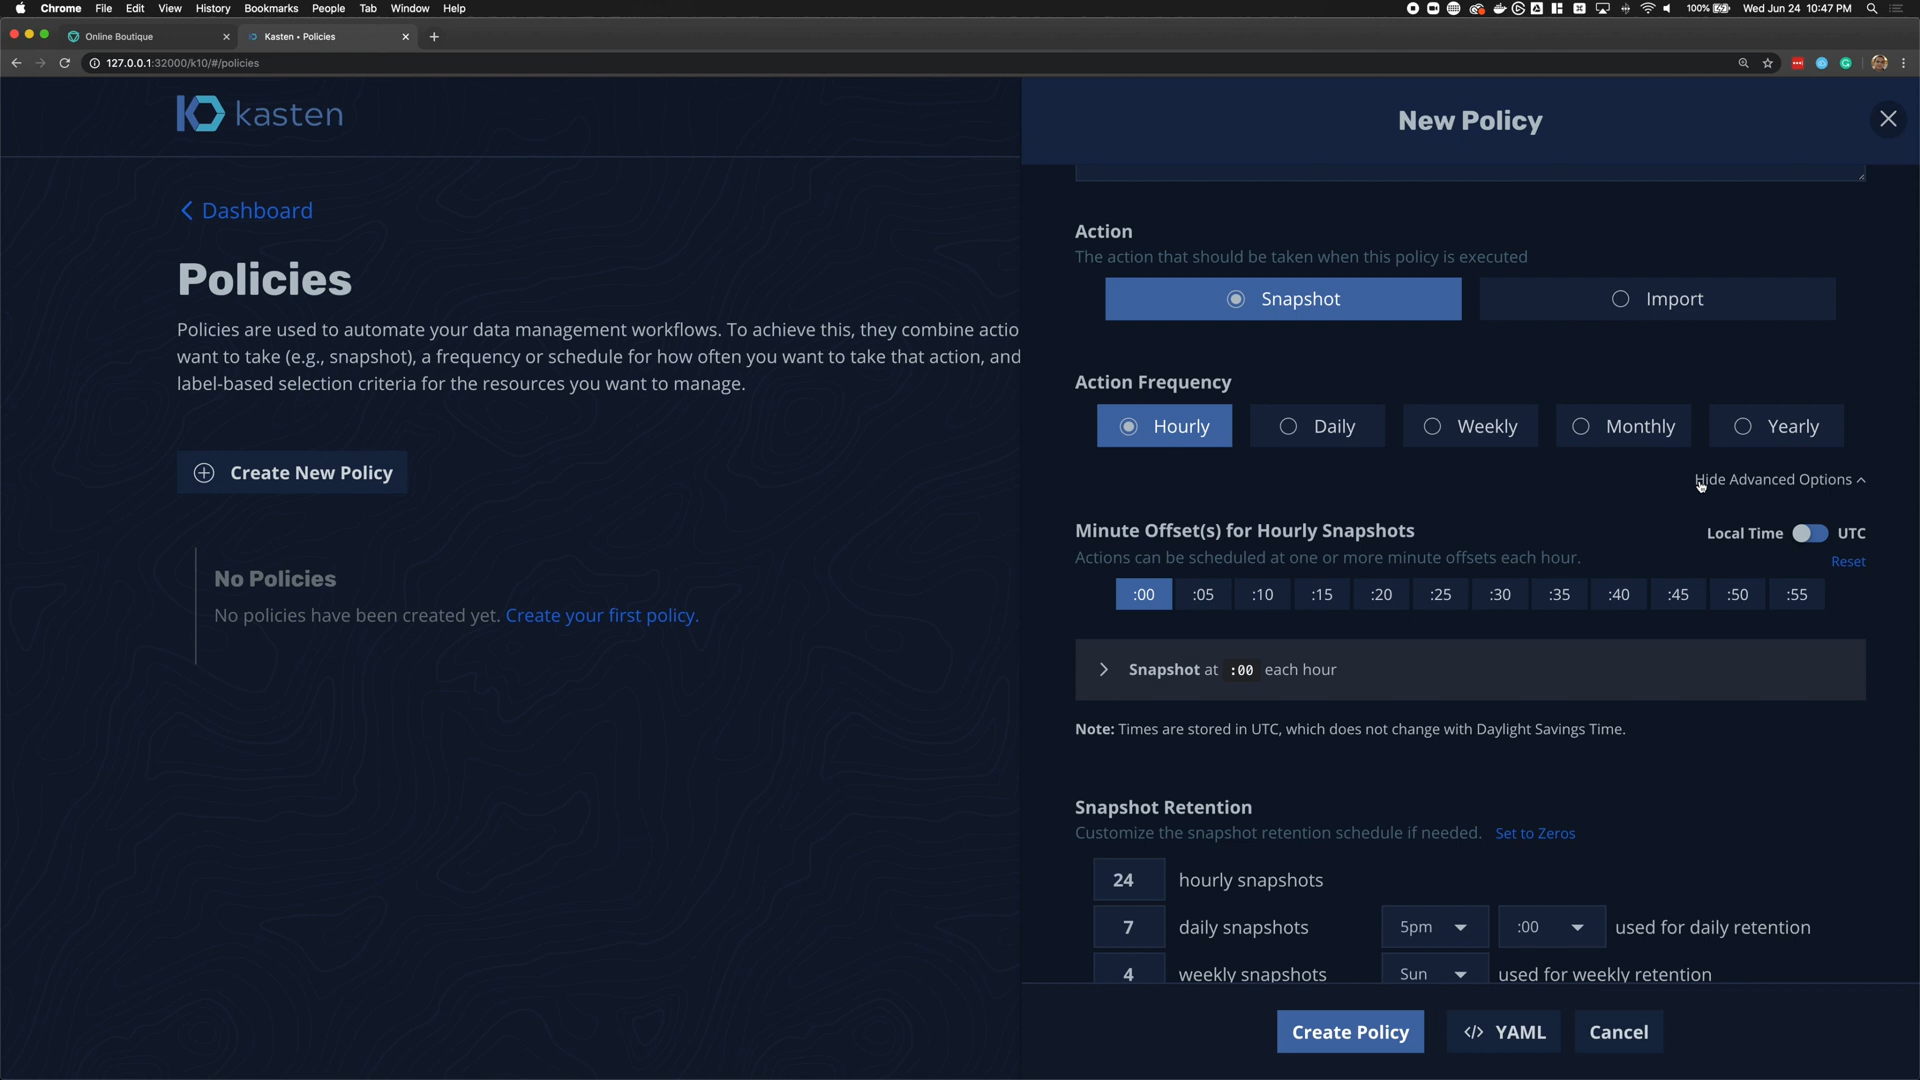 Chrome File Edit View History Bookmarks People Tab Window Help
100% Wed Jun 24 10:47 PM
Online Boutique
Kasten • Policies
127.0.0.1:32000/k10/#/policies
kasten
Dashboard
Policies
Policies are used to automate your data management workflows. To achieve this, they combine actio
want to take (e.g., snapshot), a frequency or schedule for how often you want to take that action, and
label-based selection criteria for the resources you want to manage.
Create New Policy
No Policies
No policies have been created yet. Create your first policy.
New Policy
Action
The action that should be taken when this policy is executed
Snapshot
Import
Action Frequency
Hourly
Daily
Weekly
Monthly
Yearly
Hide Advanced Options
Minute Offset(s) for Hourly Snapshots
Local Time UTC
Actions can be scheduled at one or more minute offsets each hour.
Reset
:00 :05 :10 :15 :20 :25 :30 :35 :40 :45 :50 :55
Snapshot at :00 each hour
Note: Times are stored in UTC, which does not change with Daylight Savings Time.
Snapshot Retention
Customize the snapshot retention schedule if needed. Set to Zeros
24 hourly snapshots
7 daily snapshots 5pm :00 used for daily retention
4 weekly snapshots Sun used for weekly retention
Create Policy
</> YAML
Cancel